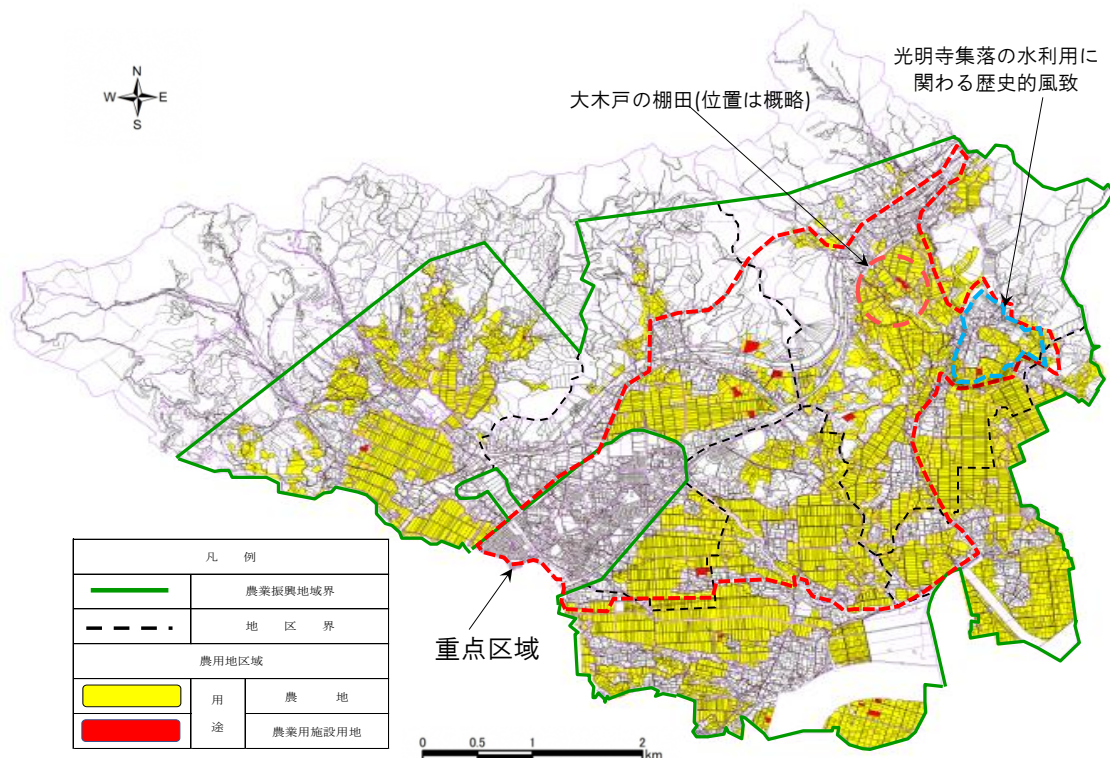 光明寺集落の水利用に
関わる歴史的風致
大木戸の棚田(位置は概略)
N
W E
S
重点区域
凡 例
農業振興地域界
地 区 界
農用地区域
用途
農 地
農業用施設用地
0 0.5 1 2
km